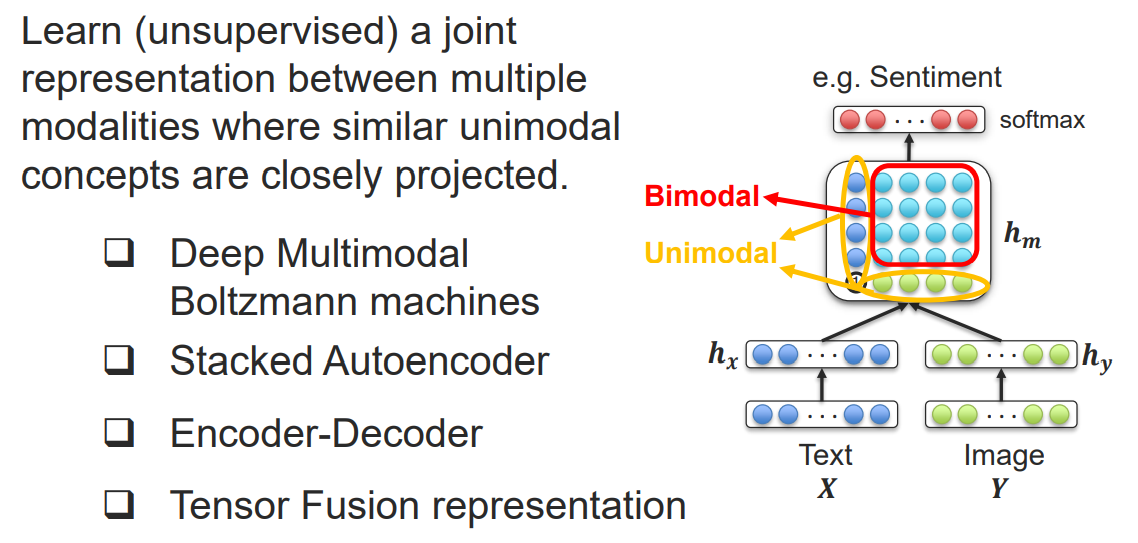 Learn (unsupervised) a joint
representation between multiple
modalities where similar unimodal
concepts are closely projected.
❑ Deep Multimodal
Boltzmann machines
❑ Stacked Autoencoder
❑ Encoder-Decoder
❑ Tensor Fusion representation
e.g. Sentiment
· · · softmax
Bimodal
Unimodal
1
h_m
h_x · · · · · · h_y
· · · · · ·
Text Image
X Y